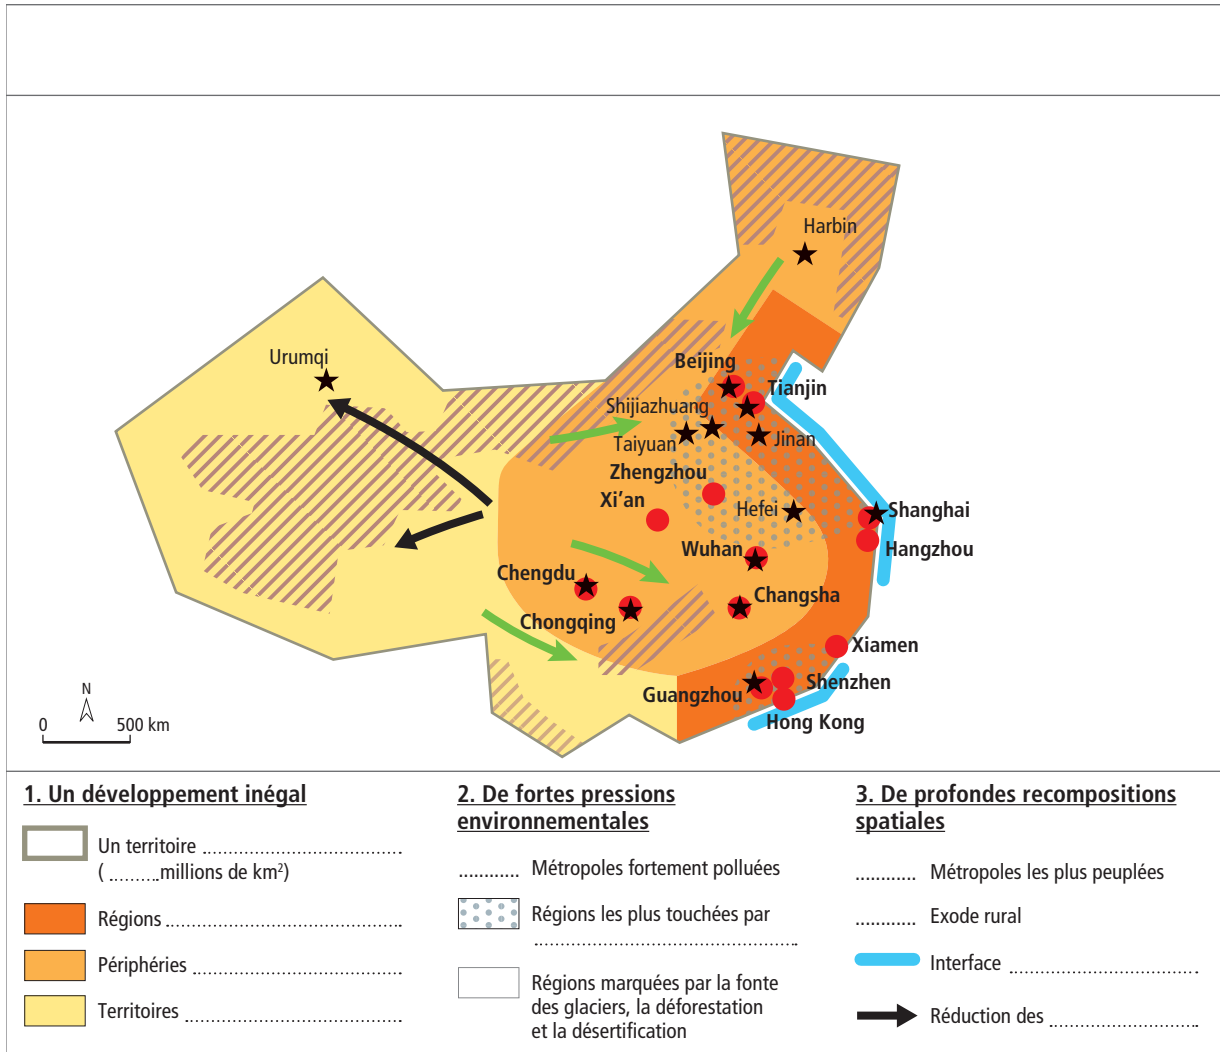 Harbin
Urumqi
Beijing
Tianjin
Shijiazhuang
Taiyuan
Jinan
Zhengzhou
Xi'an
Hefei
Shanghai
Hangzhou
Wuhan
Chengdu
Changsha
Chongqing
Xiamen
Shenzhen
Guangzhou
Hong Kong
N
0 500 km
1. Un développement inégal
Un territoire ..........................................
( .........millions de km²)
Régions ..................................................
Périphéries ............................................
Territoires ..............................................
2. De fortes pressions
environnementales
............ Métropoles fortement polluées
Régions les plus touchées par
.....................................................
Régions marquées par la fonte
des glaciers, la déforestation
et la désertification
3. De profondes recompositions
spatiales
............ Métropoles les plus peuplées
............ Exode rural
Interface ......................................
Réduction des ..............................